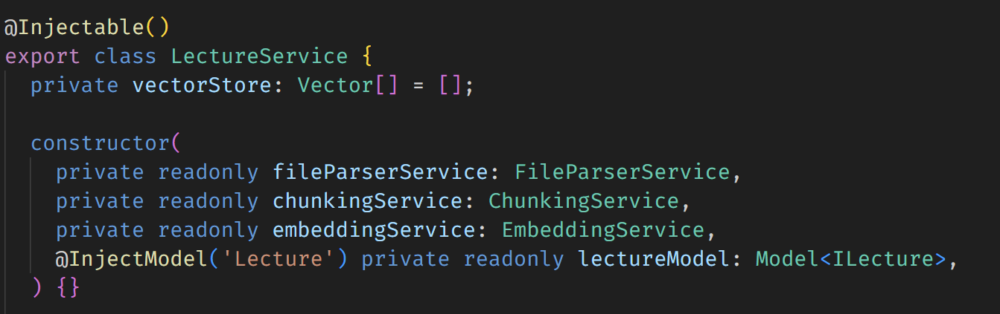 @Injectable()
export class LectureService {
  private vectorStore: Vector[] = [];

  constructor(
    private readonly fileParserService: FileParserService,
    private readonly chunkingService: ChunkingService,
    private readonly embeddingService: EmbeddingService,
    @InjectModel('Lecture') private readonly lectureModel: Model<ILecture>,
  ) {}